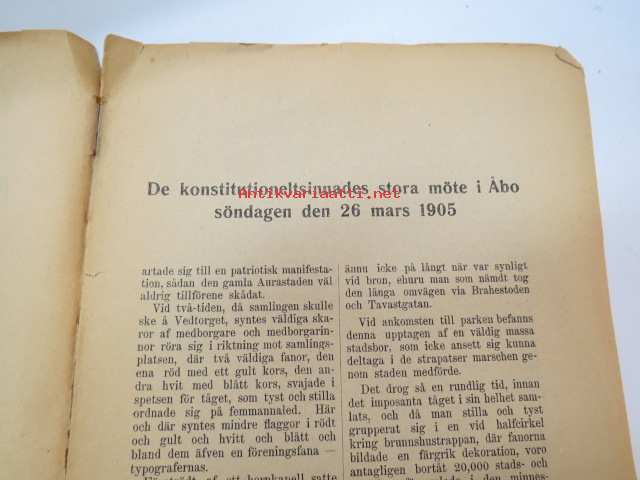 De konstitutioneltsinnades stora möte i Åbo
söndagen den 26 mars 1905
Antikvariaatti.net
artade sig till en patriotisk manifesta-
tion, sådan den gamla Aurastaden väl
aldrig tillförene skådat.
Vid två-tiden, då samlingen skulle
ske å Vedtorget, syntes väldiga ska-
ror af medborgare och medborgarin-
nor röra sig i riktning mot samlings-
platsen, där två väldiga fanor, den
ena röd med ett gult kors, den an-
dra hvit med blått kors, svajade i
spetsen för tåget, som tyst och stilla
ordnade sig på femmannaled. Här
och där syntes mindre flaggor i rödt
och gult och hvitt och blått och
bland dem äfven en föreningsfana —
typografernas.
af ett hornkapell satte
ännu icke på långt när var synligt
vid bron, ehuru man som nämdt tog
den långa omvägen via Brahestoden
och Tavastgatan.
Vid ankomsten till parken befanns
denna upptagen af en väldig massa
stadsbor, som icke ansett sig kunna
deltaga i de strapatser marschen ge-
nom staden medförde.
Det drog så en rundlig tid, innan
det imposanta tåget i sin helhet sam-
lats, och då man stilla och tyst
grupperat sig i en vid halfcirkel
kring brunnshustrappan, där fanorna
bildade en färgrik dekoration, voro
antagligen bortåt 20,000 stads- och
i den minnes-